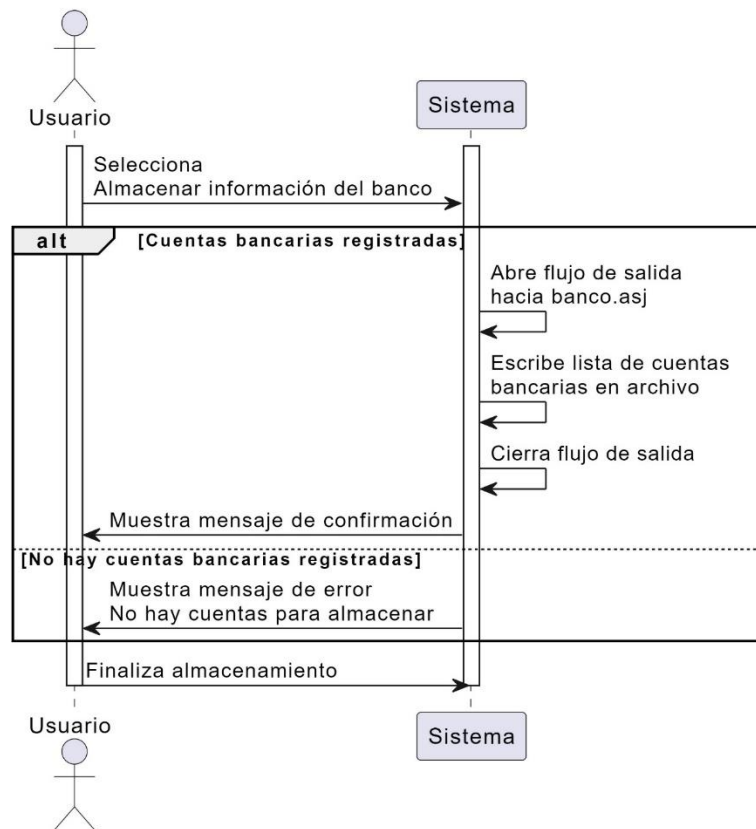 Usuario
Sistema
Selecciona
Almacenar información del banco
alt
[Cuentas bancarias registradas]
Abre flujo de salida
hacia banco.asj
Escribe lista de cuentas
bancarias en archivo
Cierra flujo de salida
Muestra mensaje de confirmación
[No hay cuentas bancarias registradas]
Muestra mensaje de error
No hay cuentas para almacenar
Finaliza almacenamiento
Usuario
Sistema